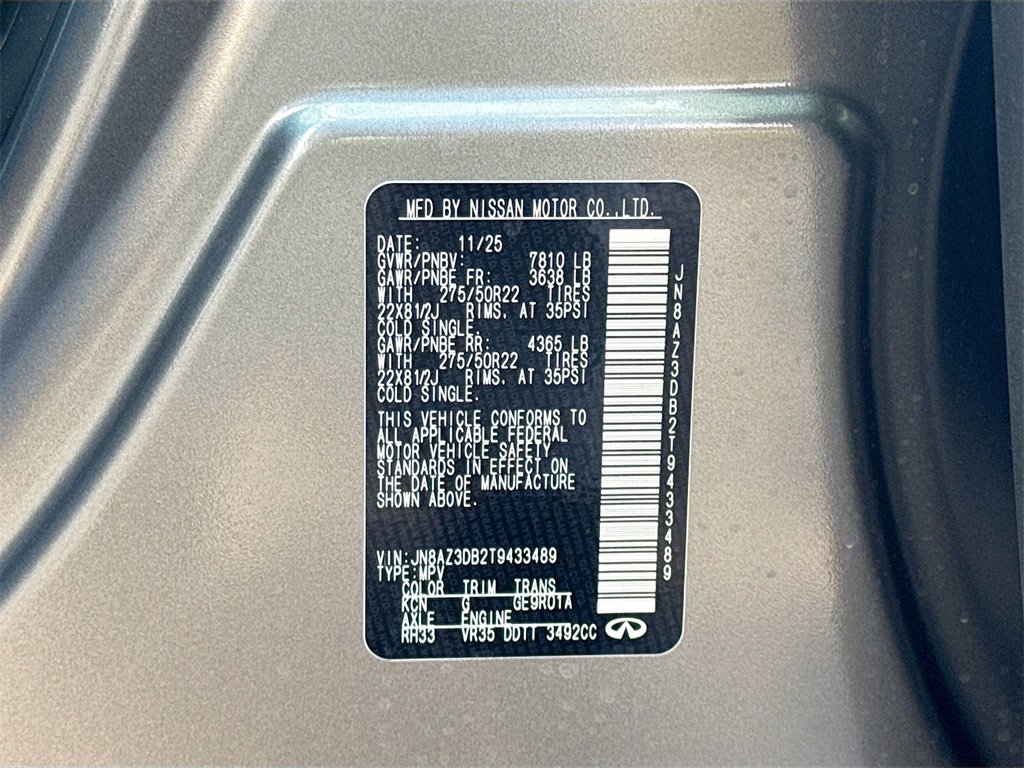 MFD BY NISSAN MOTOR CO.,LTD.
DATE: 11/25
GVWR/PNBV: 7810 LB
GAWR/PNBE FR: 3638 LB
WITH 275/50R22 TIRES
22X81/2J RIMS. AT 35PSI
COLD SINGLE.
GAWR/PNBE RR: 4365 LB
WITH 275/50R22 TIRES
22X81/2J RIMS. AT 35PSI
COLD SINGLE.
THIS VEHICLE CONFORMS TO
ALL APPLICABLE FEDERAL
MOTOR VEHICLE SAFETY
STANDARDS IN EFFECT ON
THE DATE OF MANUFACTURE
SHOWN ABOVE.
VIN:JN8AZ3DB2T9433489
TYPE:MPV
COLOR TRIM TRANS
KCN G GE9R01A
AXLE ENGINE
RH33 VR35 DDTT 3492CC
JN8AZ3DB2T9433489